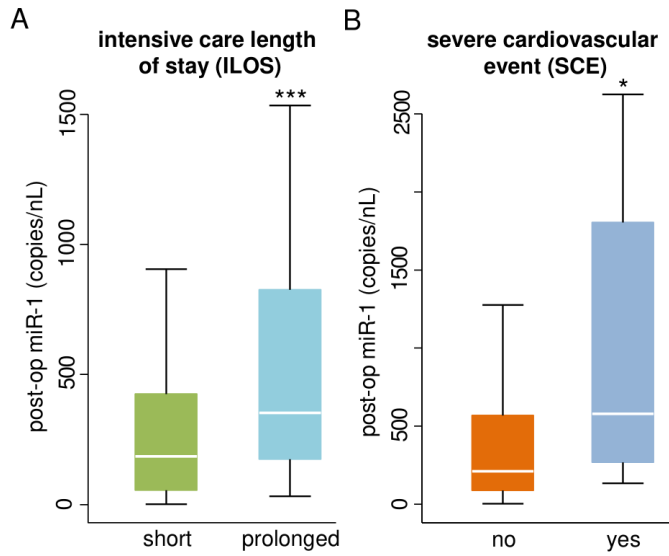 A
intensive care length
of stay (ILOS)
post-op miR-1 (copies/nL)
1500
1000
500
0
***
short
prolonged
B
severe cardiovascular
event (SCE)
post-op miR-1 (copies/nL)
2500
1500
500
0
*
no
yes